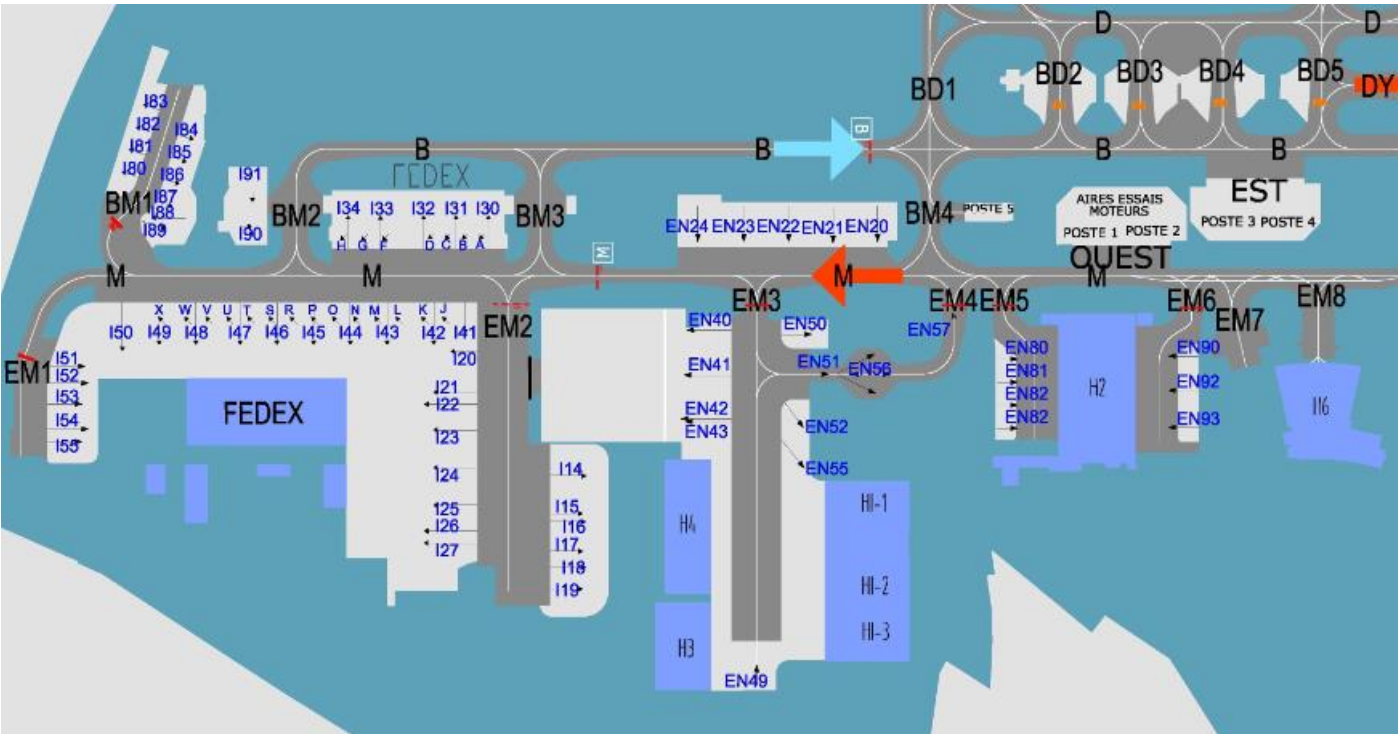 D
D
BD2
BD3
BD4
BD5
DY
BD1
I83
I82
I84
I81
I85
I80
I86
I87
I88
I89
BM1
I91
I90
BM2
B
FEDEX
I34 I33 I32 I31 I30
H G F D C B A
BM3
B
B
B
B
EN24 EN23 EN22 EN21 EN20
BM4
POSTE 5
AIRES ESSAIS
MOTEURS
POSTE 1 POSTE 2
OUEST
EST
POSTE 3 POSTE 4
M
M
M
M
M
EM1
EM2
EM3
EM4
EM5
EM6
EM7
EM8
X W V U T S R P O N M L K J
I50 I49 I48 I47 I46 I45 I44 I43 I42 I41
I20
I51
I52
I53
I54
I55
FEDEX
I21
I22
I23
I24
I25
I26
I27
I14
I15
I16
I17
I18
I19
EN40
EN41
EN42
EN43
EN50
EN51
EN56
EN57
EN52
EN55
EN49
H4
H3
HI-1
HI-2
HI-3
EN80
EN81
EN82
EN82
H2
EN90
EN92
EN93